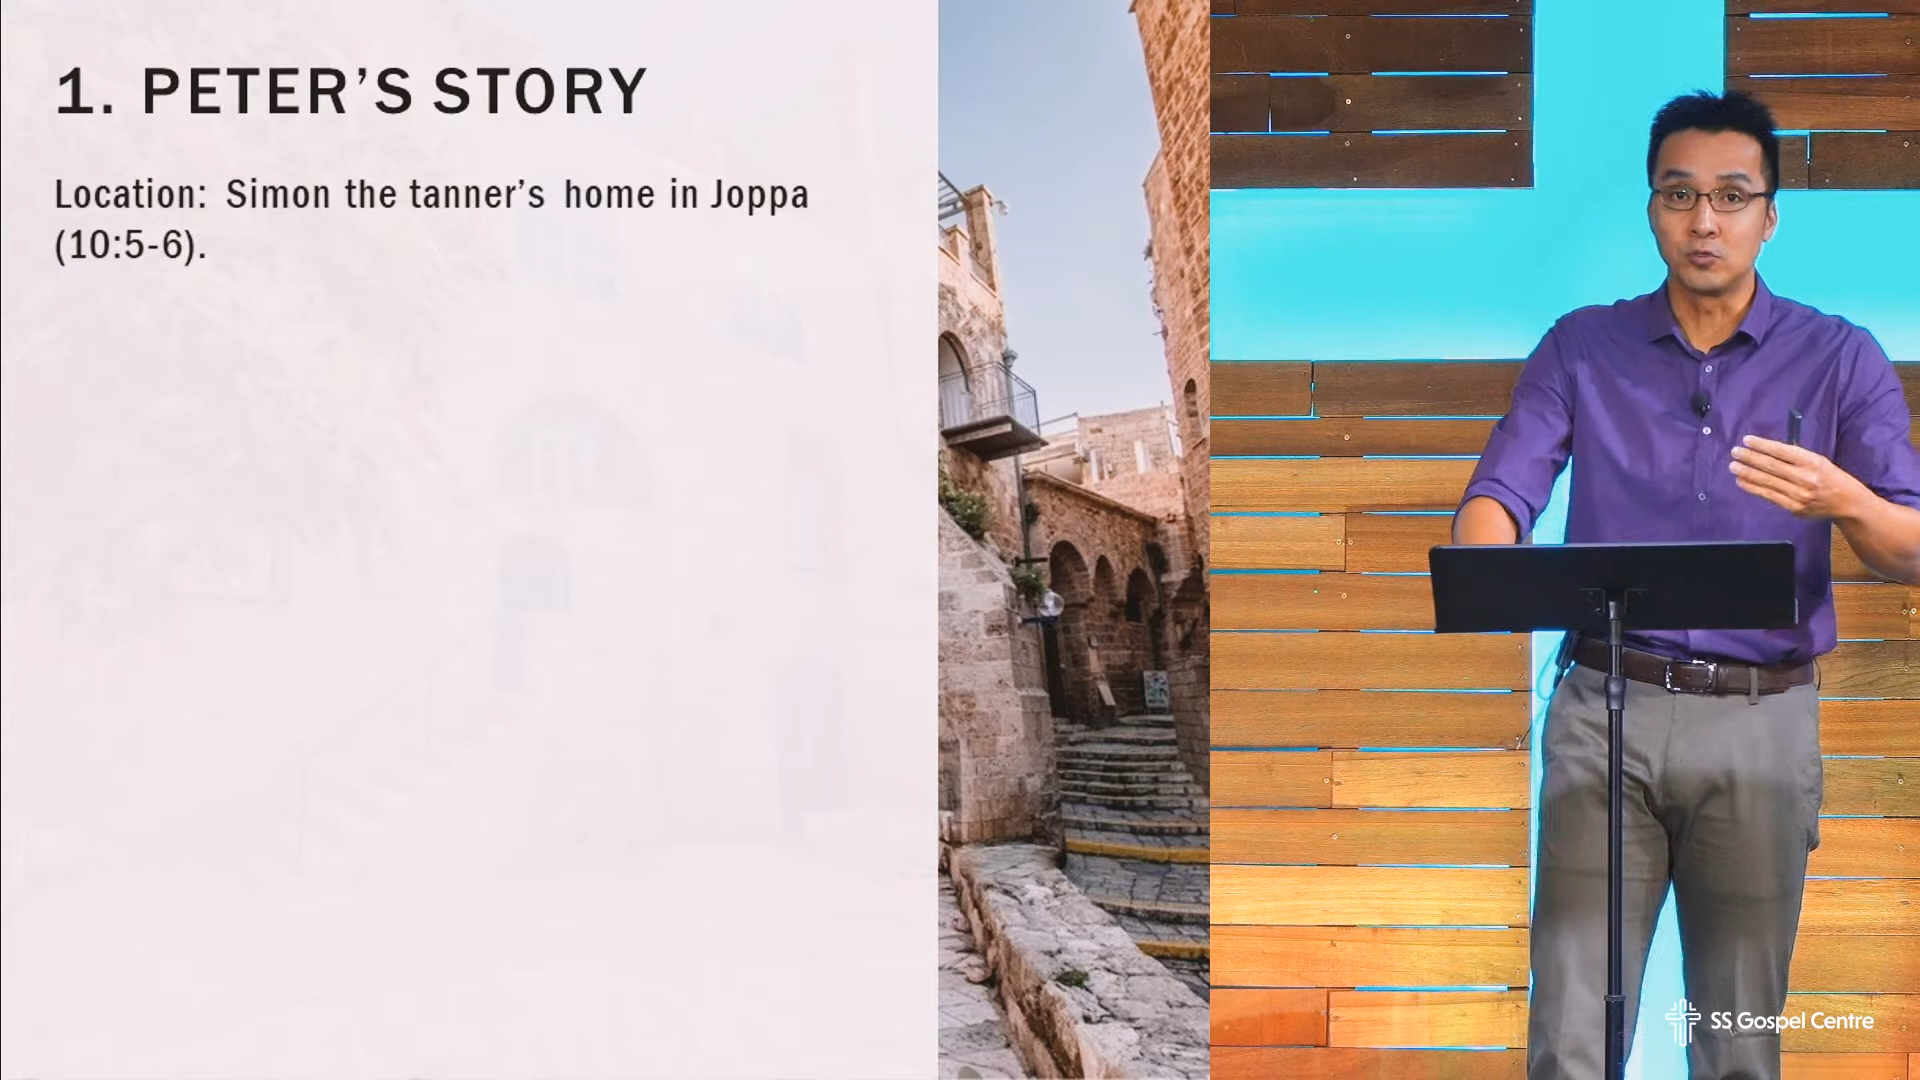 1. PETER’S STORY
Location: Simon the tanner’s home in Joppa
(10:5-6).
SS Gospel Centre